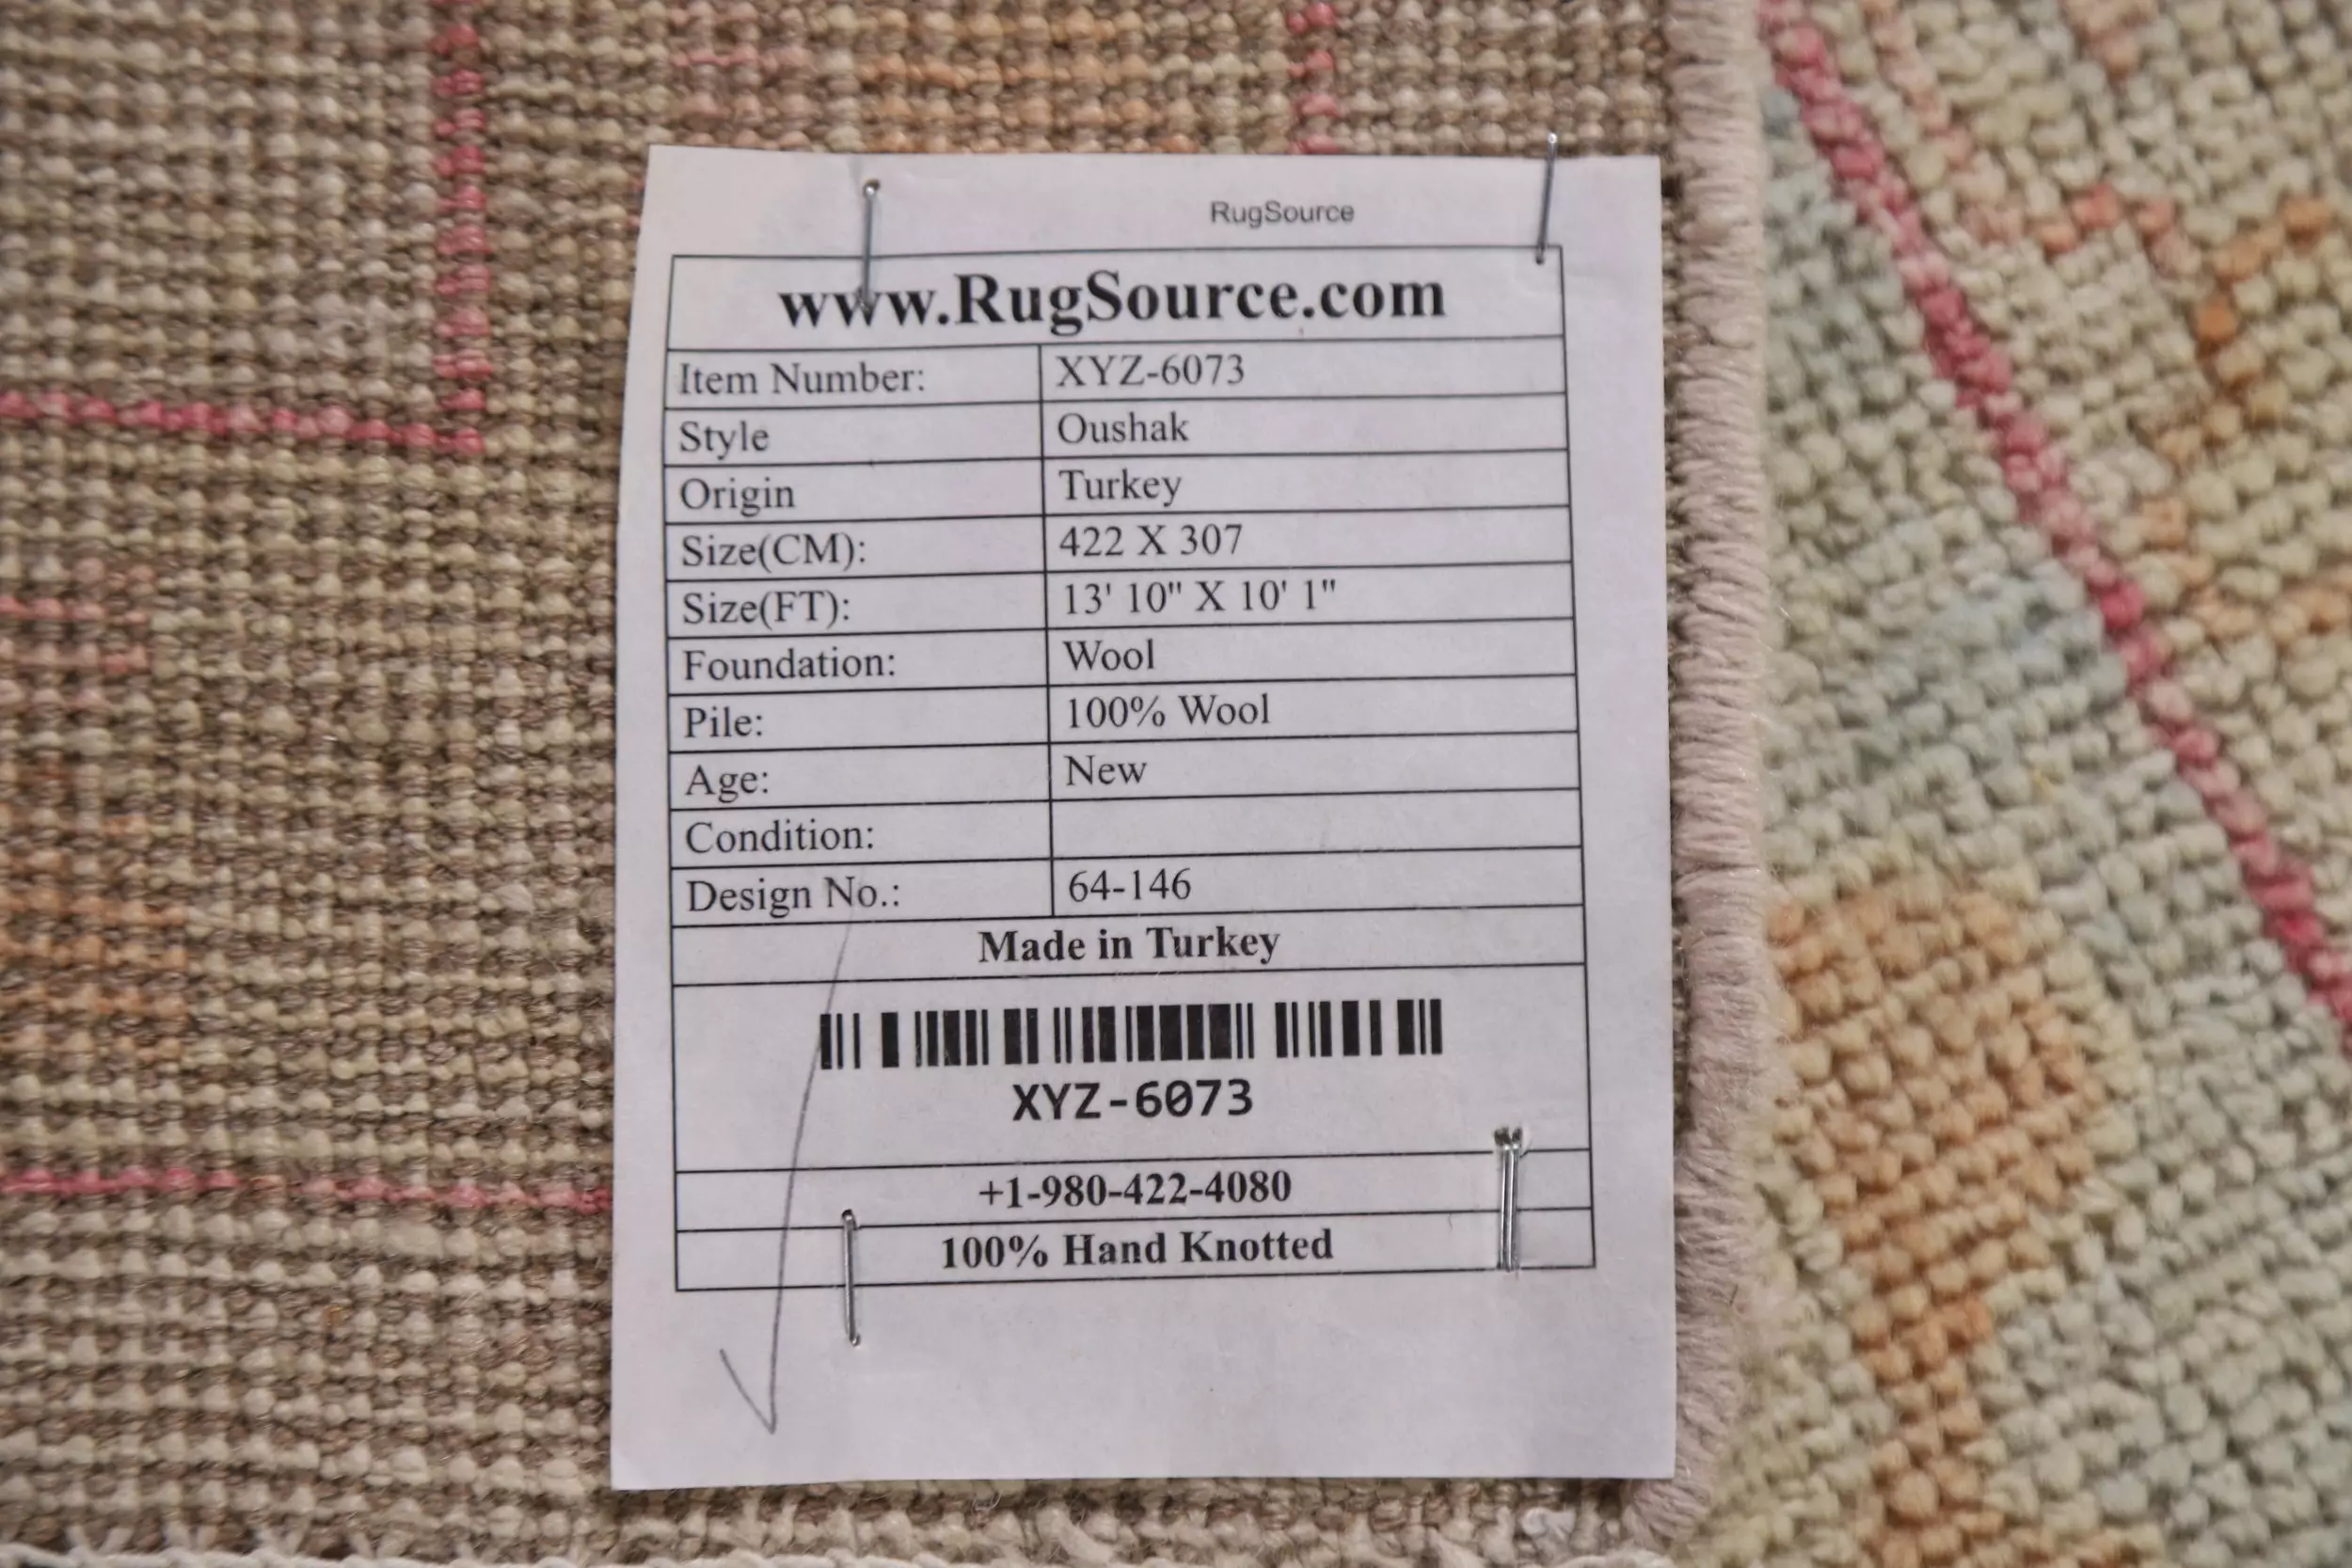 RugSource
www.RugSource.com
Item Number: XYZ-6073
Style Oushak
Origin Turkey
Size(CM): 422 X 307
Size(FT): 13' 10" X 10' 1"
Foundation: Wool
Pile: 100% Wool
Age: New
Condition:
Design No.: 64-146
Made in Turkey
XYZ-6073
+1-980-422-4080
100% Hand Knotted